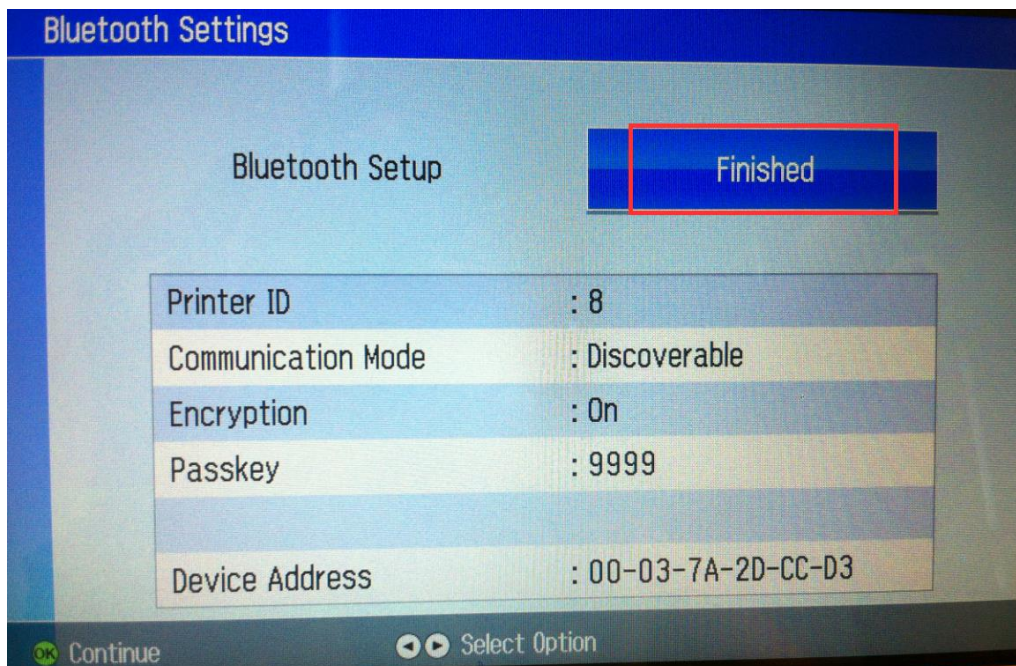 Bluetooth Settings
Bluetooth Setup Finished
Printer ID : 8
Communication Mode : Discoverable
Encryption : On
Passkey : 9999
Device Address : 00-03-7A-2D-CC-D3
OK Continue Select Option